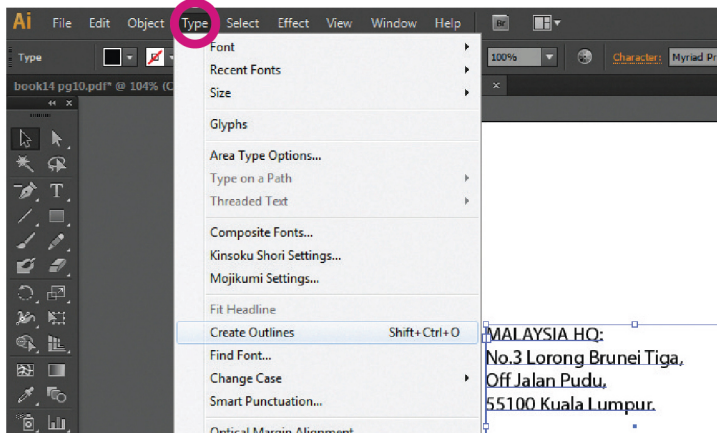 Ai File Edit Object Type Select Effect View Window Help Br
Type 100% Character: Myriad Pr
book14 pg10.pdf* @ 104% (C
Font
Recent Fonts
Size
Glyphs
Area Type Options...
Type on a Path
Threaded Text
Composite Fonts...
Kinsoku Shori Settings...
Mojikumi Settings...
Fit Headline
Create Outlines Shift+Ctrl+O
Find Font...
Change Case
Smart Punctuation...
Optical Margin Alignment
MALAYSIA HQ:
No.3 Lorong Brunei Tiga,
Off Jalan Pudu,
55100 Kuala Lumpur.